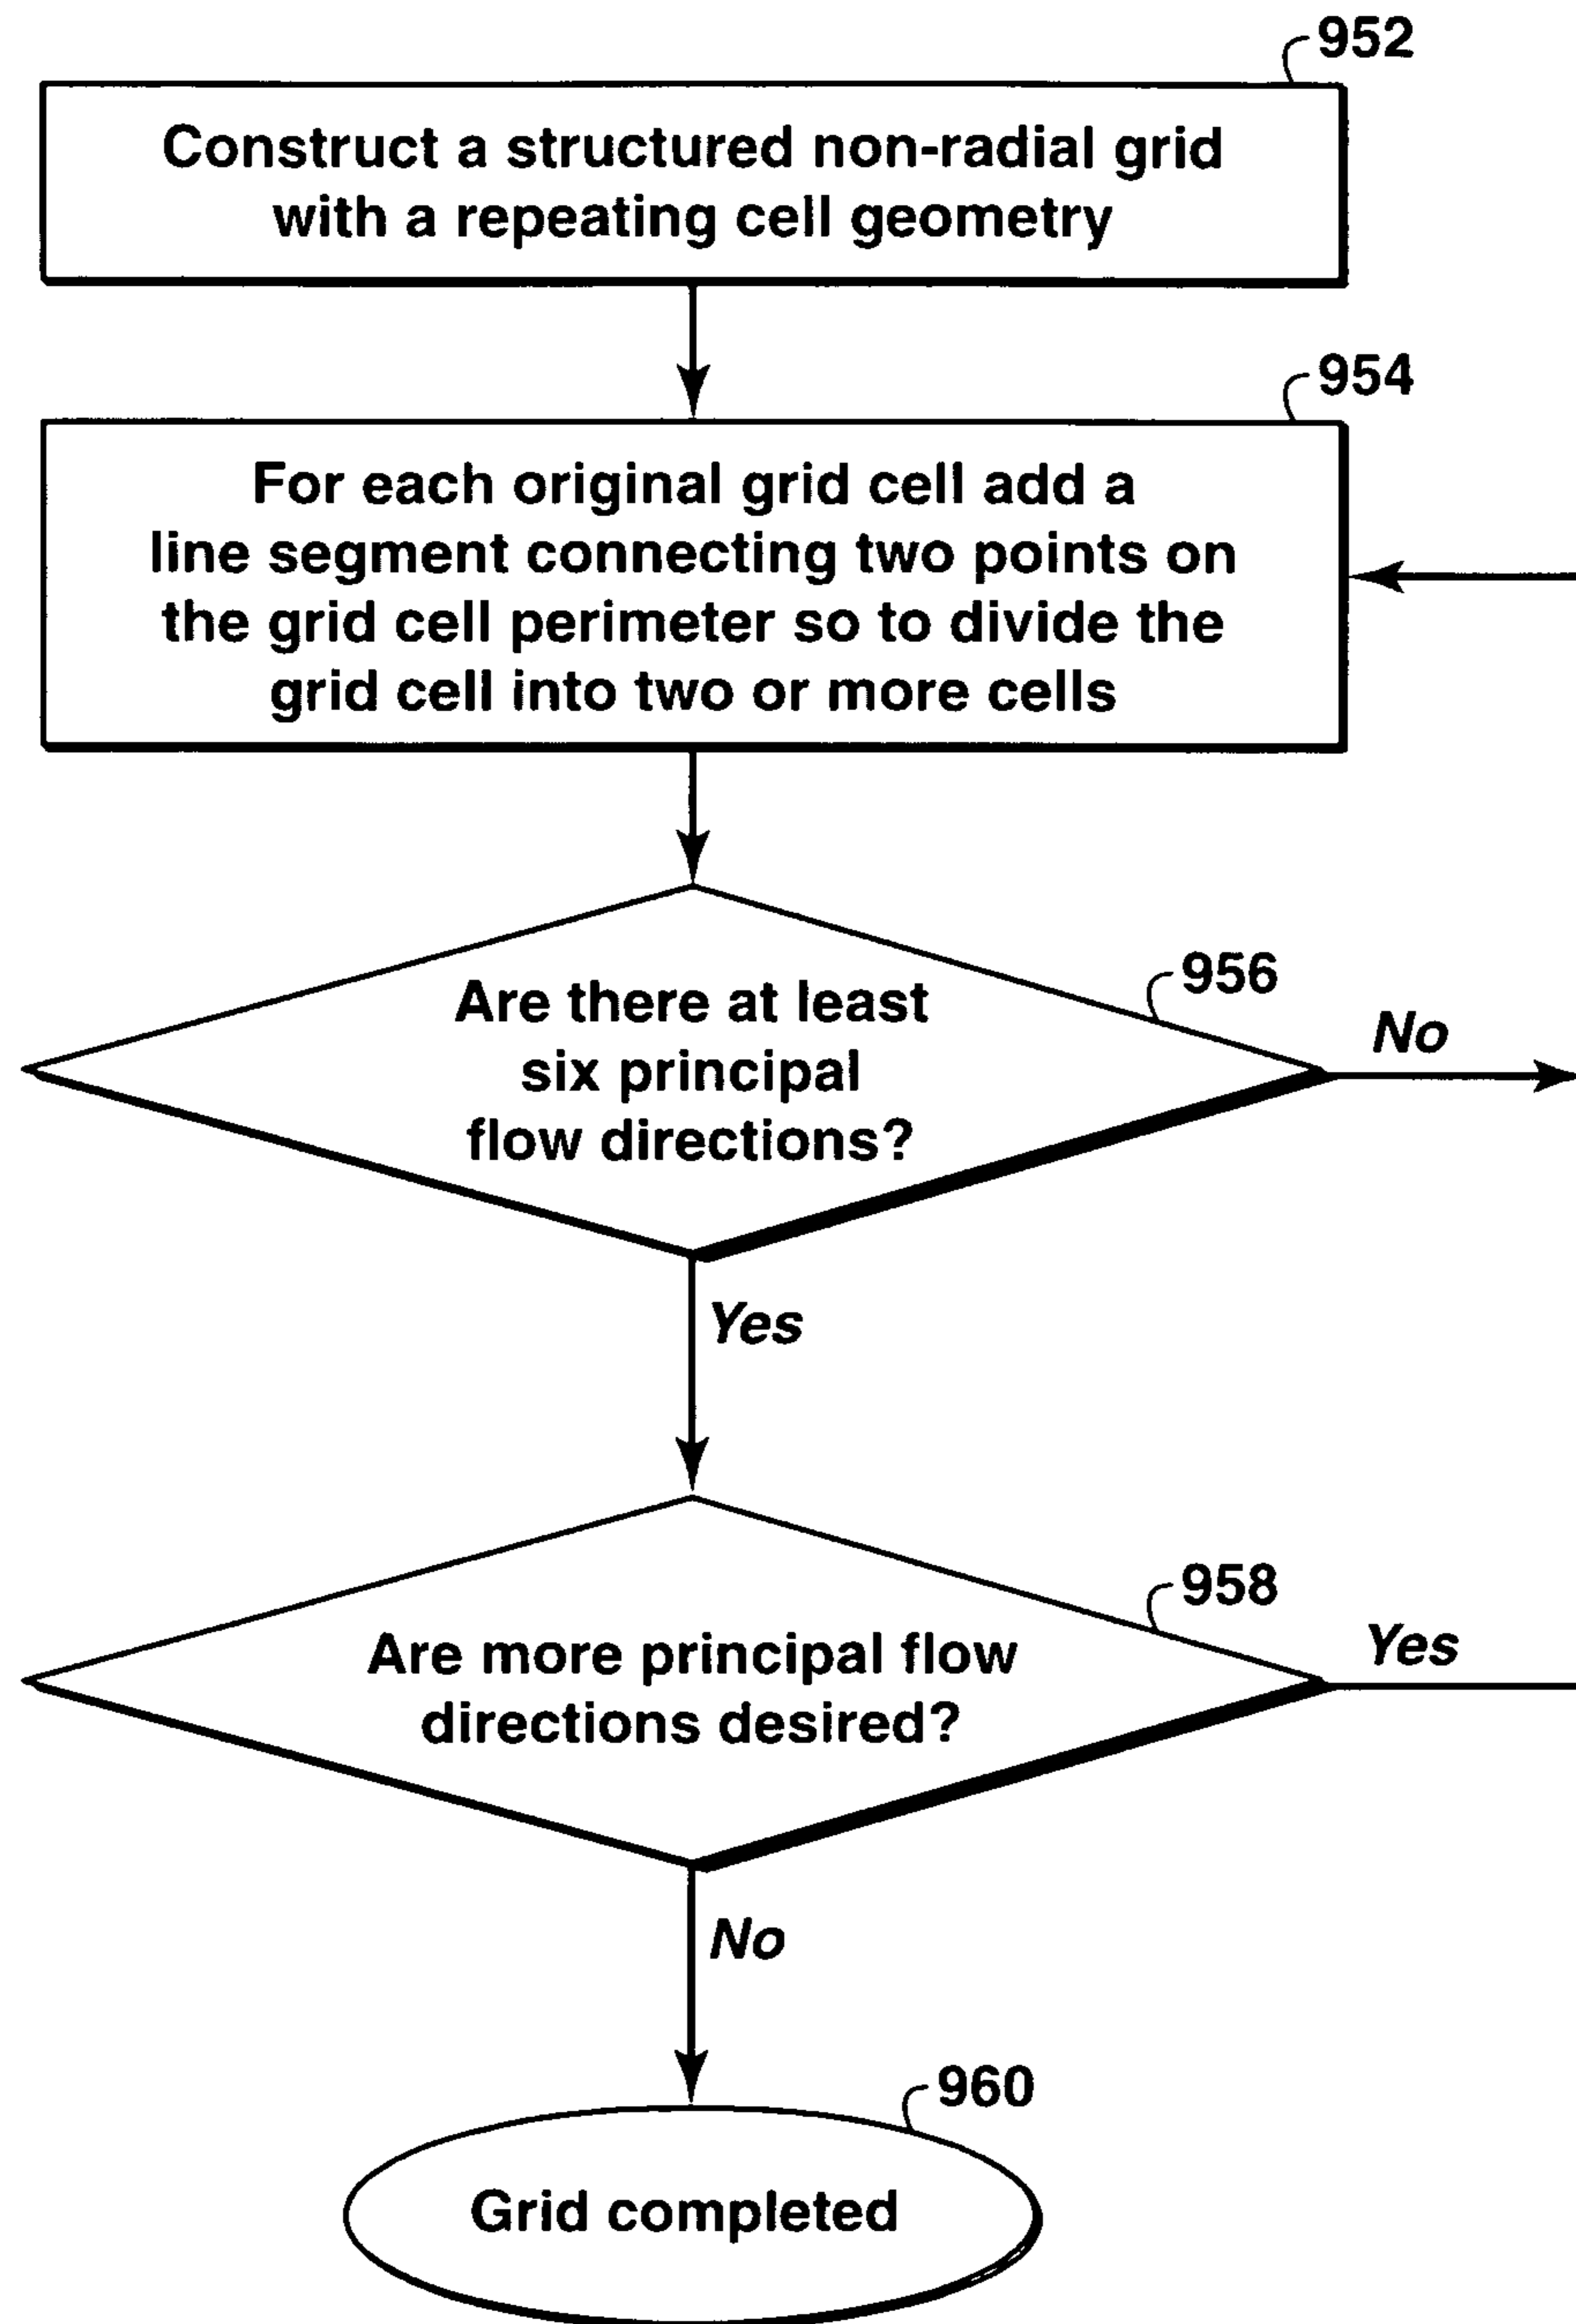 952
Construct a structured non-radial grid
with a repeating cell geometry
954
For each original grid cell add a
line segment connecting two points on
the grid cell perimeter so to divide the
grid cell into two or more cells
956
Are there at least
six principal
flow directions?
No
Yes
958
Are more principal flow
directions desired?
Yes
No
960
Grid completed